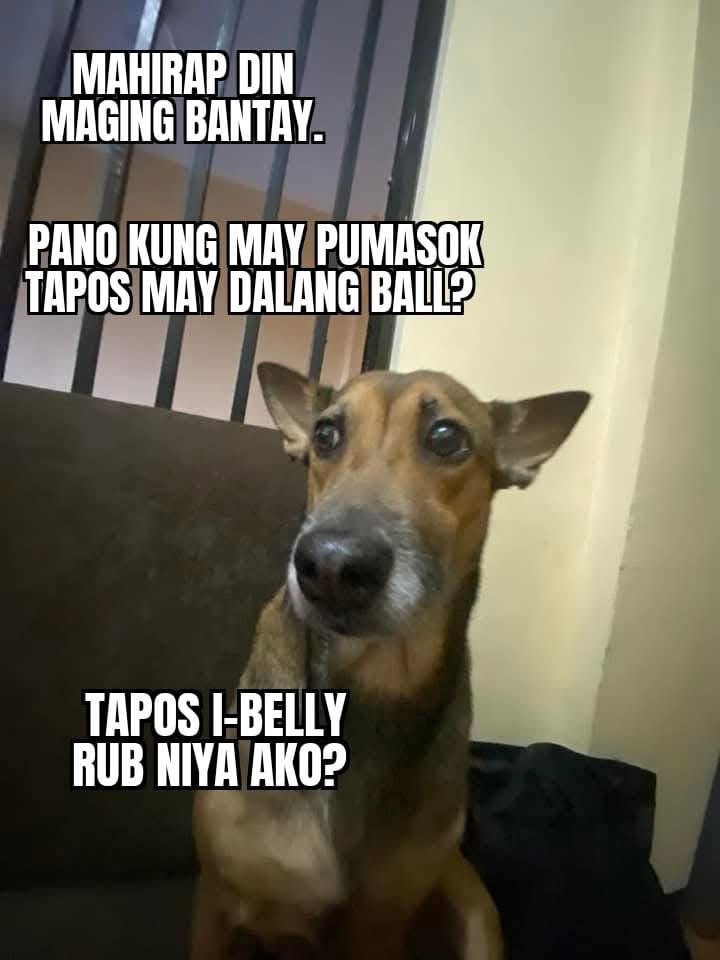 MAHIRAP DIN
MAGING BANTAY.
PANO KUNG MAY PUMASOK
TAPOS MAY DALANG BALL?
TAPOS I-BELLY
RUB NIYA AKO?